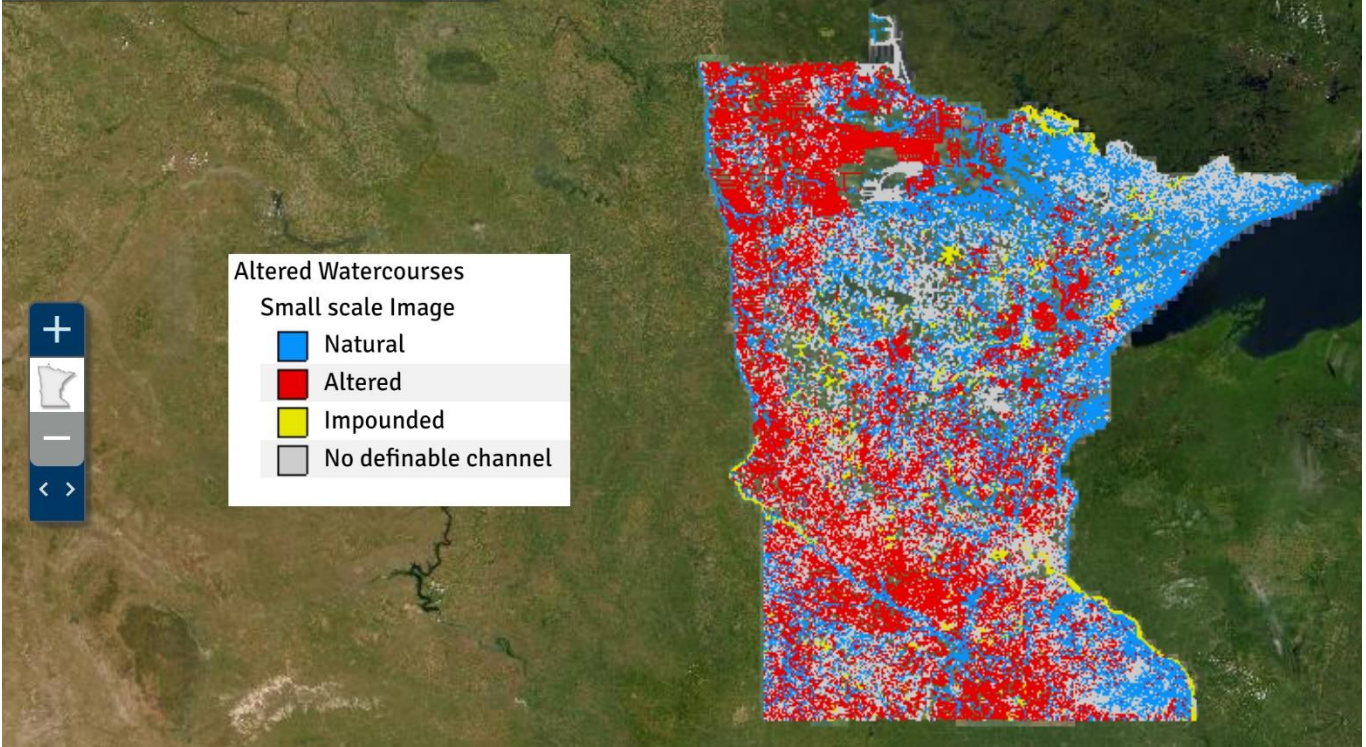 Altered Watercourses
Small scale Image
Natural
Altered
Impounded
No definable channel